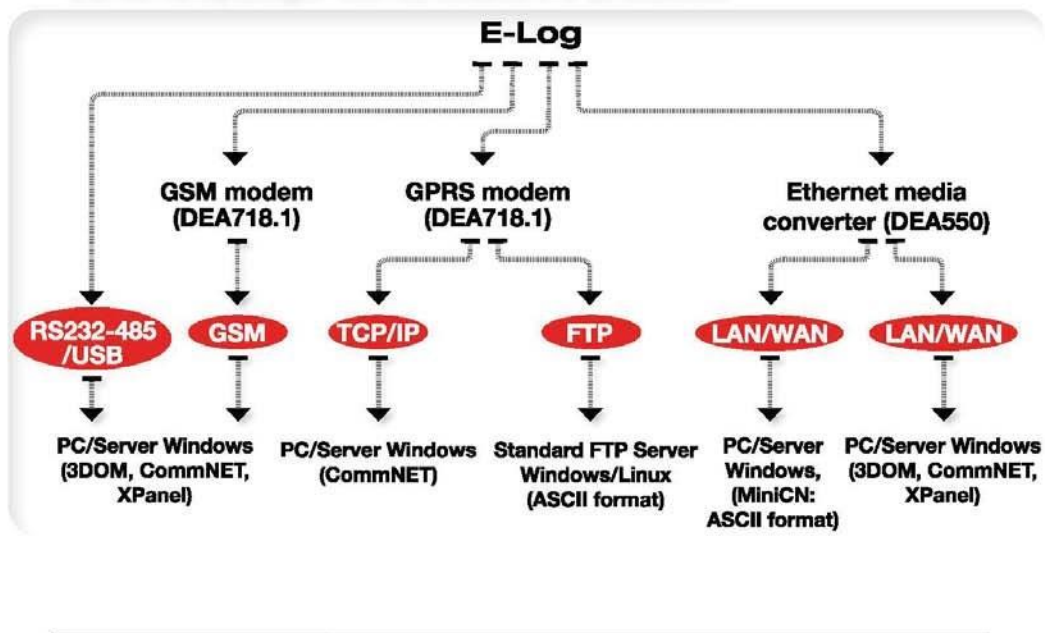 E-Log
GSM modem
(DEA718.1)
GPRS modem
(DEA718.1)
Ethernet media
converter (DEA550)
RS232-485
/USB
GSM
TCP/IP
FTP
LAN/WAN
LAN/WAN
PC/Server Windows
(3DOM, CommNET,
XPanel)
PC/Server Windows
(CommNET)
Standard FTP Server
Windows/Linux
(ASCII format)
PC/Server
Windows,
(MiniCN:
ASCII format)
PC/Server Windows
(3DOM, CommNET,
XPanel)